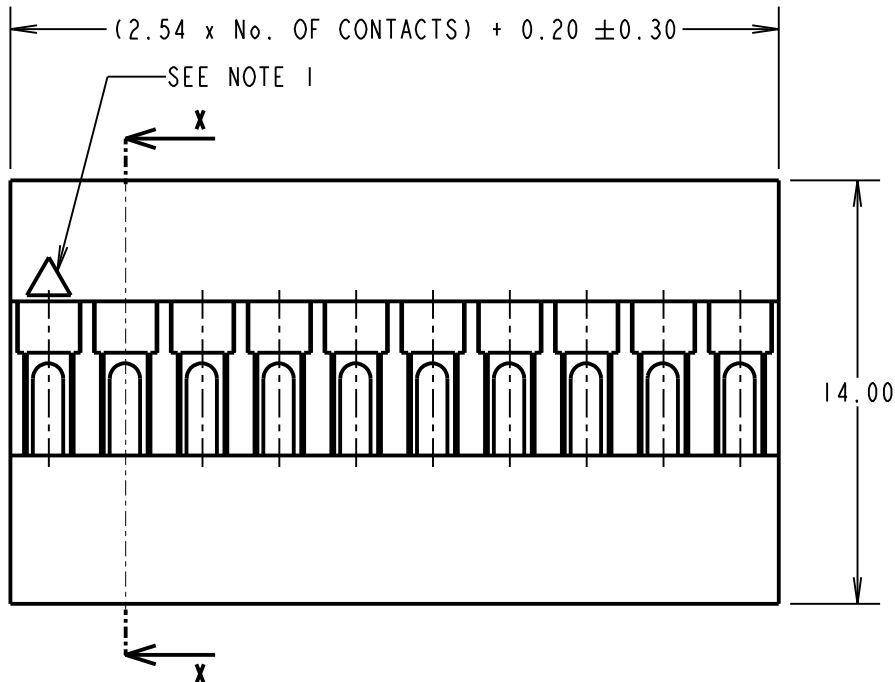 (2.54 x No. OF CONTACTS) + 0.20 ±0.30
SEE NOTE 1
X
14.00
X